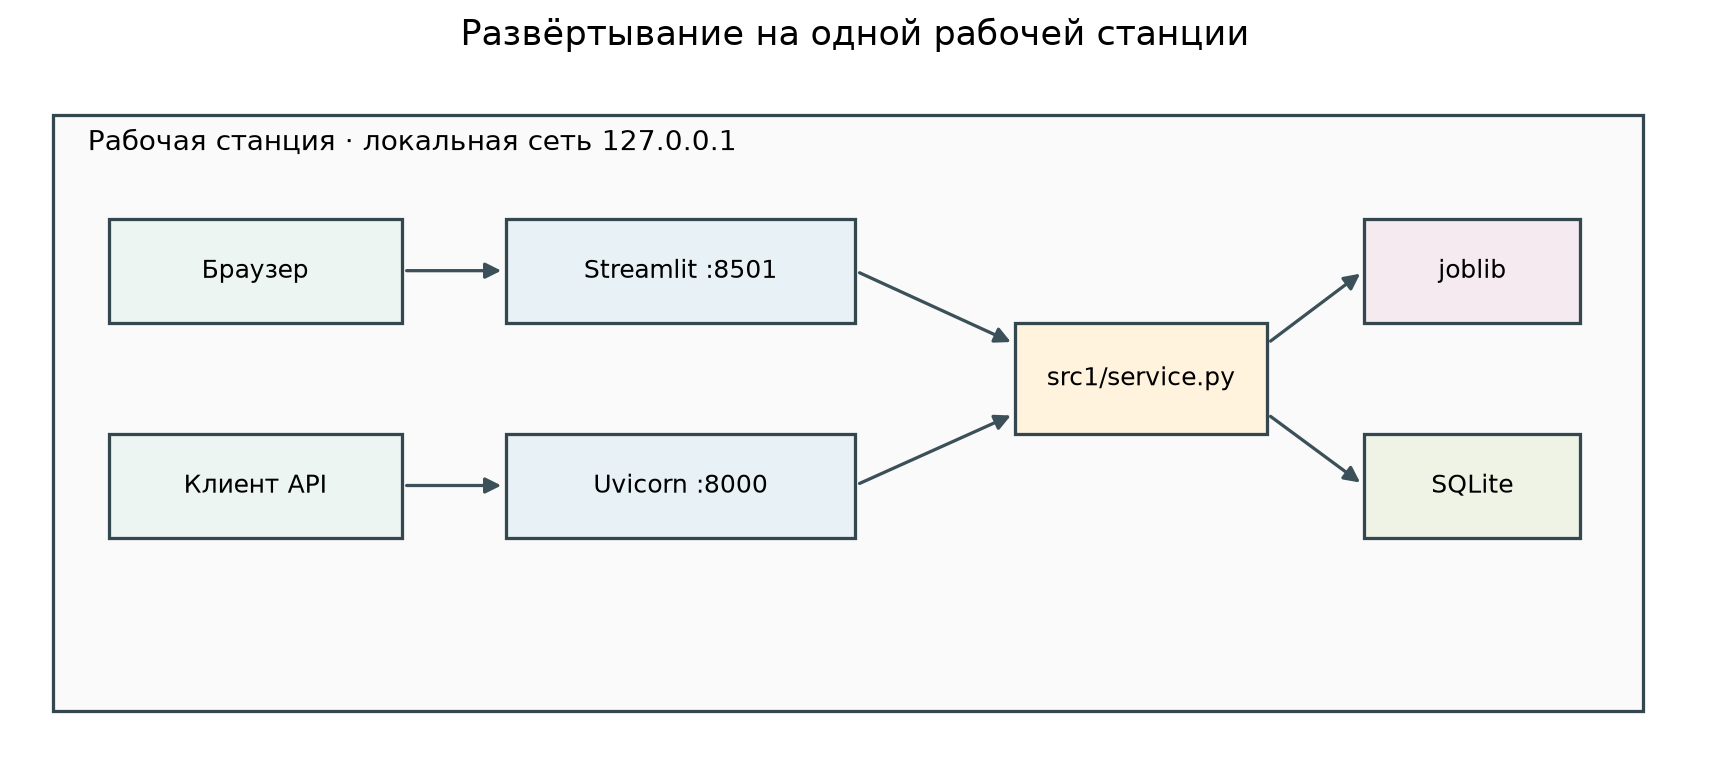 Развёртывание на одной рабочей станции
Рабочая станция · локальная сеть 127.0.0.1
Браузер
Streamlit :8501
joblib
src1/service.py
Клиент API
Uvicorn :8000
SQLite